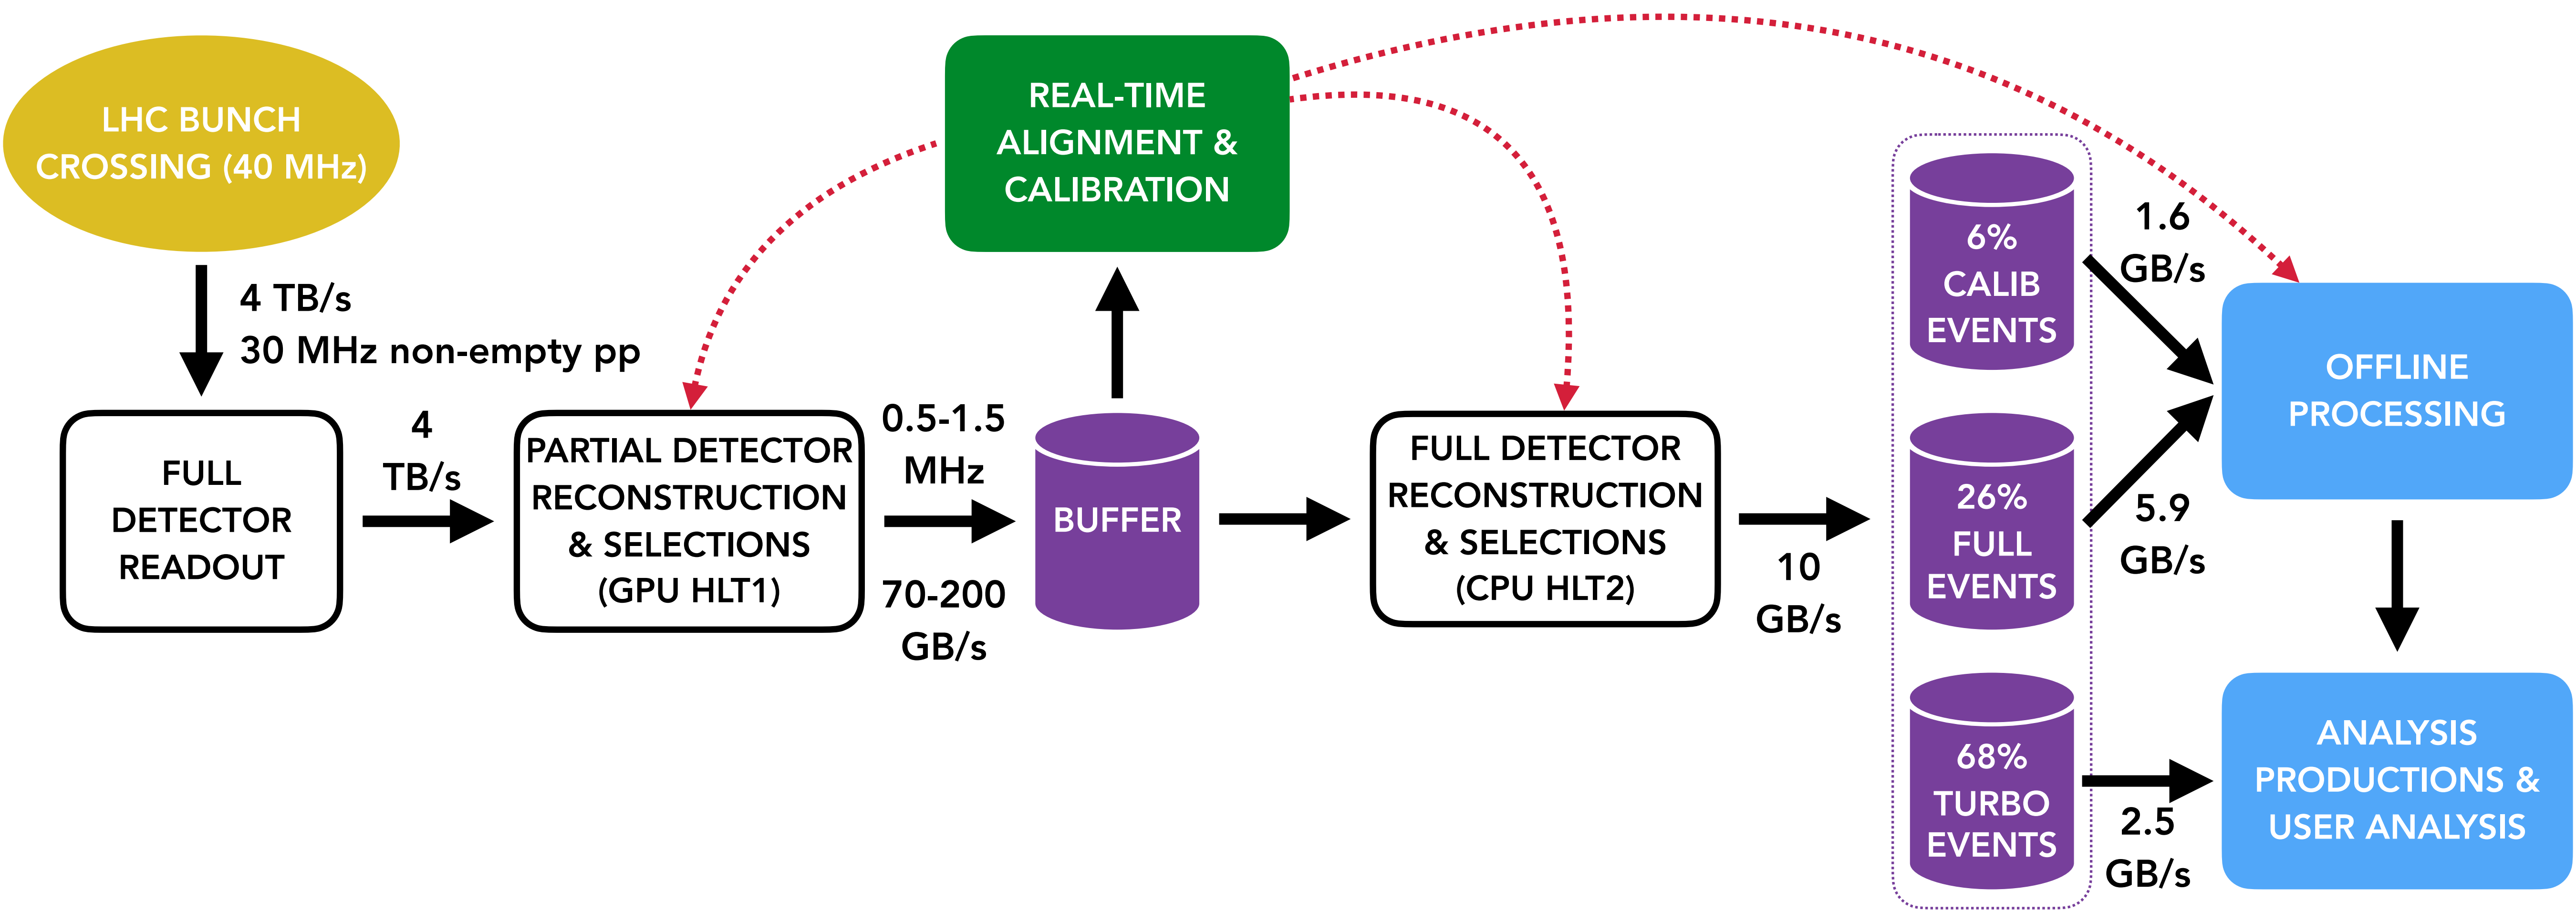 LHC BUNCH
CROSSING (40 MHz)
4 TB/s
30 MHz non-empty pp
FULL
DETECTOR
READOUT
4
TB/s
PARTIAL DETECTOR
RECONSTRUCTION
& SELECTIONS
(GPU HLT1)
0.5-1.5
MHz
70-200
GB/s
BUFFER
REAL-TIME
ALIGNMENT &
CALIBRATION
FULL DETECTOR
RECONSTRUCTION
& SELECTIONS
(CPU HLT2)
10
GB/s
6%
CALIB
EVENTS
26%
FULL
EVENTS
68%
TURBO
EVENTS
1.6
GB/s
5.9
GB/s
2.5
GB/s
OFFLINE
PROCESSING
ANALYSIS
PRODUCTIONS &
USER ANALYSIS